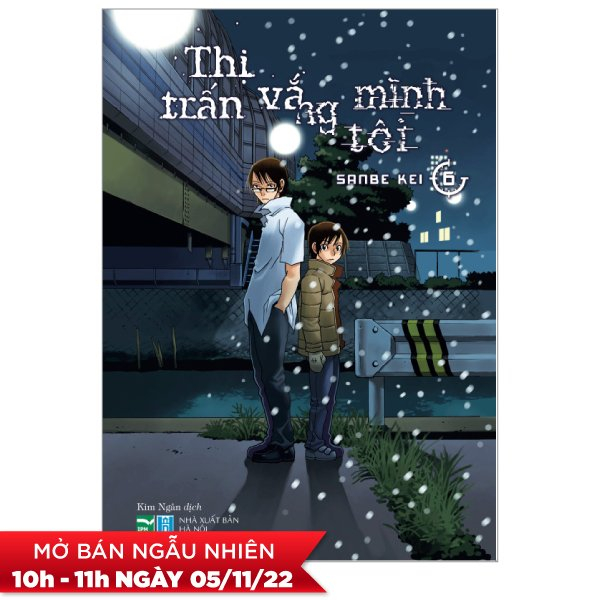 Thị
trấn vắng mình
tôi
SANBE KEI 6
Kim Ngân dịch
IPM
NHÀ XUẤT BẢN
HÀ NỘI
MỞ BÁN NGẪU NHIÊN
10h - 11h NGÀY 05/11/22